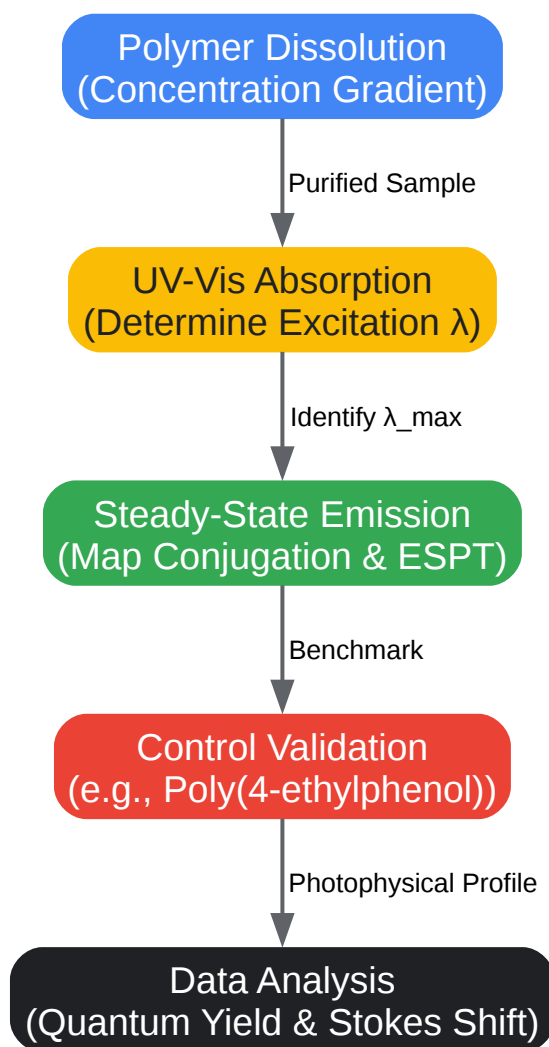 Polymer Dissolution
(Concentration Gradient)
Purified Sample
UV-Vis Absorption
(Determine Excitation λ)
Identify λ_max
Steady-State Emission
(Map Conjugation & ESPT)
Benchmark
Control Validation
(e.g., Poly(4-ethylphenol))
Photophysical Profile
Data Analysis
(Quantum Yield & Stokes Shift)